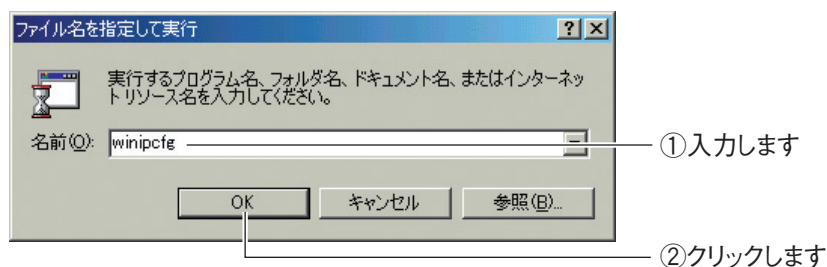 ファイル名を指定して実行
実行するプログラム名、フォルダ名、ドキュメント名、またはインターネッ
トリソース名を入力してください。
名前(O): winipcfg
①入力します
OK キャンセル 参照(B)...
②クリックします